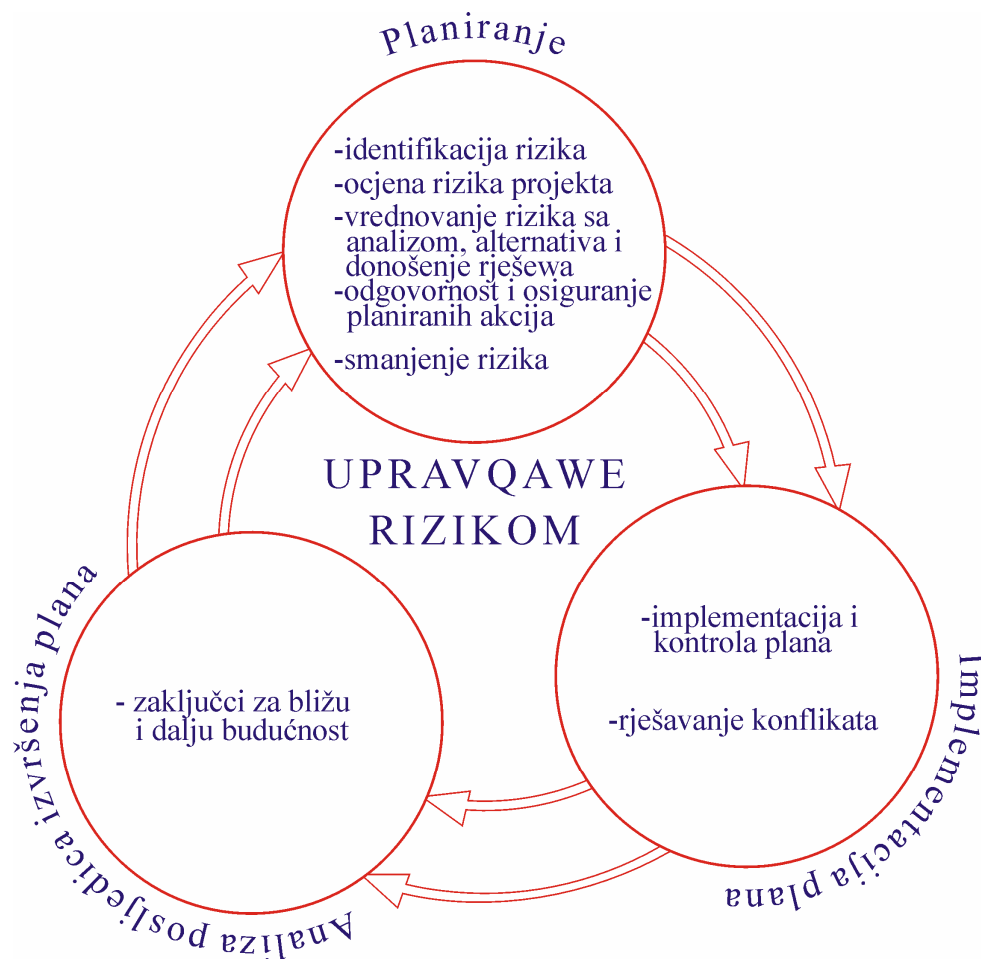 Planiranje
-identifikacija rizika
-ocjena rizika projekta
-vrednovanje rizika sa
analizom, alternativa i
donošenje rješewa
-odgovornost i osiguranje
planiranih akcija
-smanjenje rizika
UPRAVQAWE
RIZIKOM
-implementacija i
kontrola plana
-rješavanje konflikata
Implementacija plana
- zaključci za bližu
i dalju budućnost
Analiza posljedica izvršenja plana